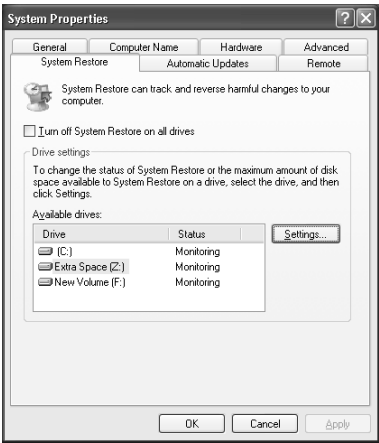 System Properties
General Computer Name Hardware Advanced
System Restore Automatic Updates Remote
System Restore can track and reverse harmful changes to your
computer.
Turn off System Restore on all drives
Drive settings
To change the status of System Restore or the maximum amount of disk
space available to System Restore on a drive, select the drive, and then
click Settings.
Available drives:
Drive Status
(C:) Monitoring
Extra Space (Z:) Monitoring
New Volume (F:) Monitoring
Settings...
OK Cancel Apply